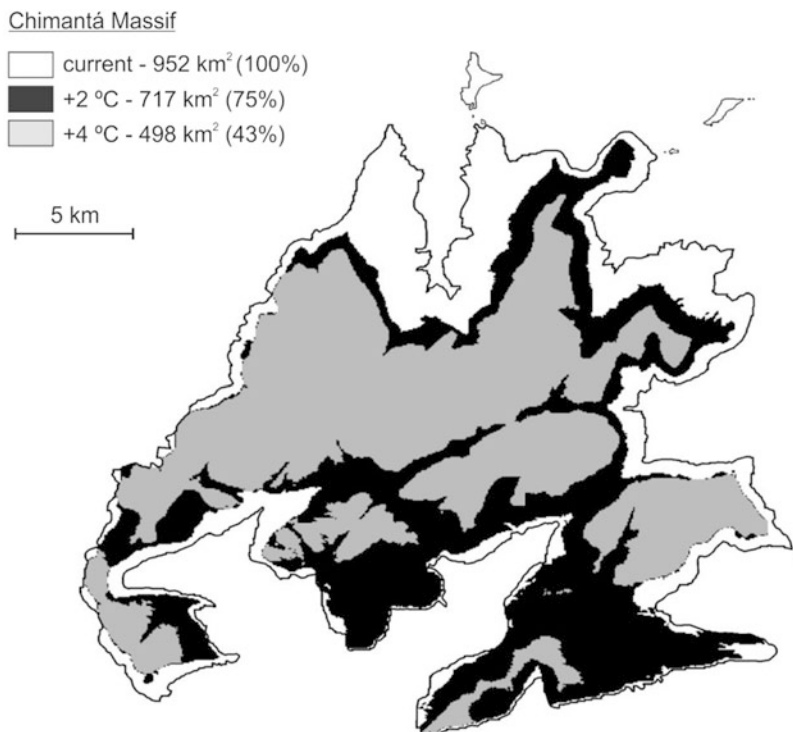 Chimantá Massif
current - 952 km² (100%)
+2 ºC - 717 km² (75%)
+4 ºC - 498 km² (43%)
5 km